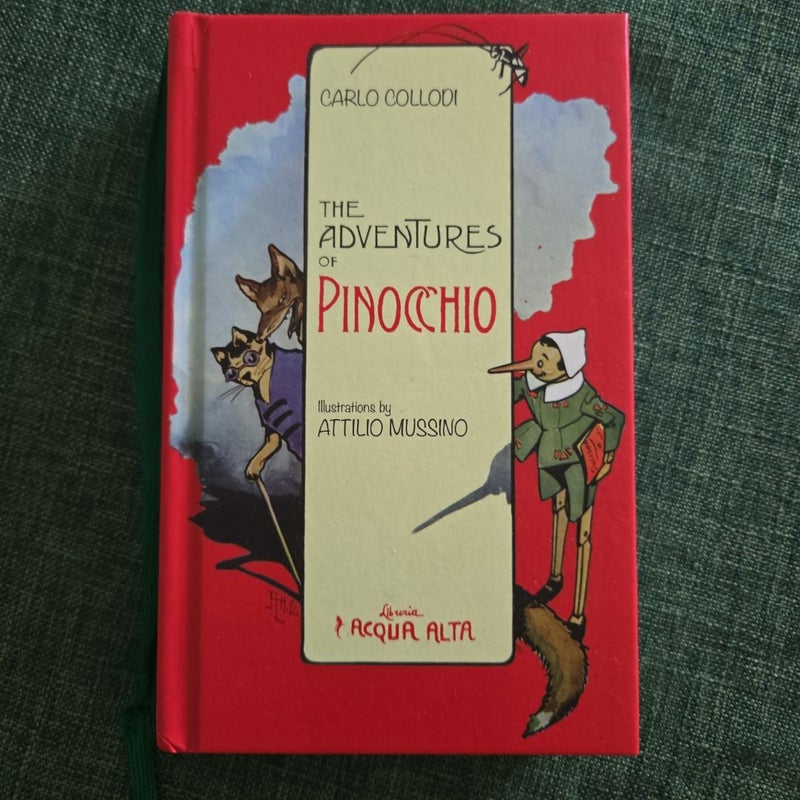 CARLO COLLODI
THE
ADVENTURES
OF
PINOCCHIO
Illustrations by
ATTILIO MUSSINO
Libreria
ACQUA ALTA